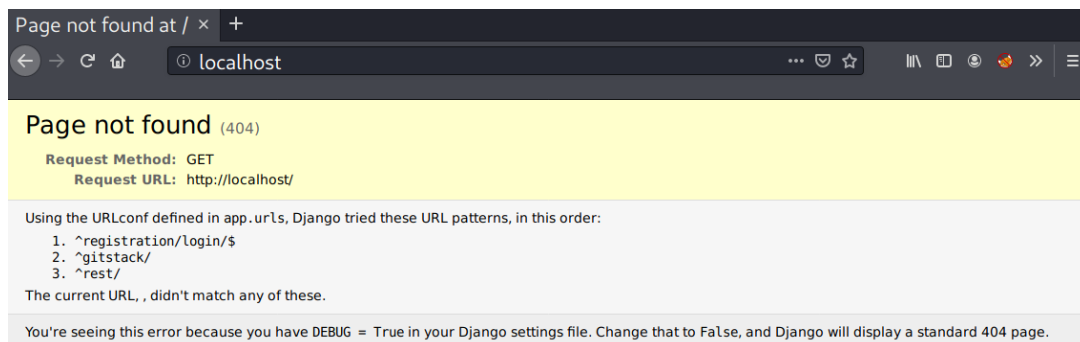 Page not found at / × +
localhost
Page not found (404)
Request Method: GET
Request URL: http://localhost/
Using the URLconf defined in app.urls, Django tried these URL patterns, in this order:
1. ^registration/login/$
2. ^gitstack/
3. ^rest/
The current URL, , didn't match any of these.
You're seeing this error because you have DEBUG = True in your Django settings file. Change that to False, and Django will display a standard 404 page.